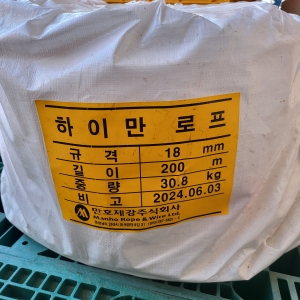 하이만 로프
규격 18 mm
길이 200 m
중량 30.8 kg
비고 2024.06.03
만호제강주식회사
Manho Rope & Wire Ltd.